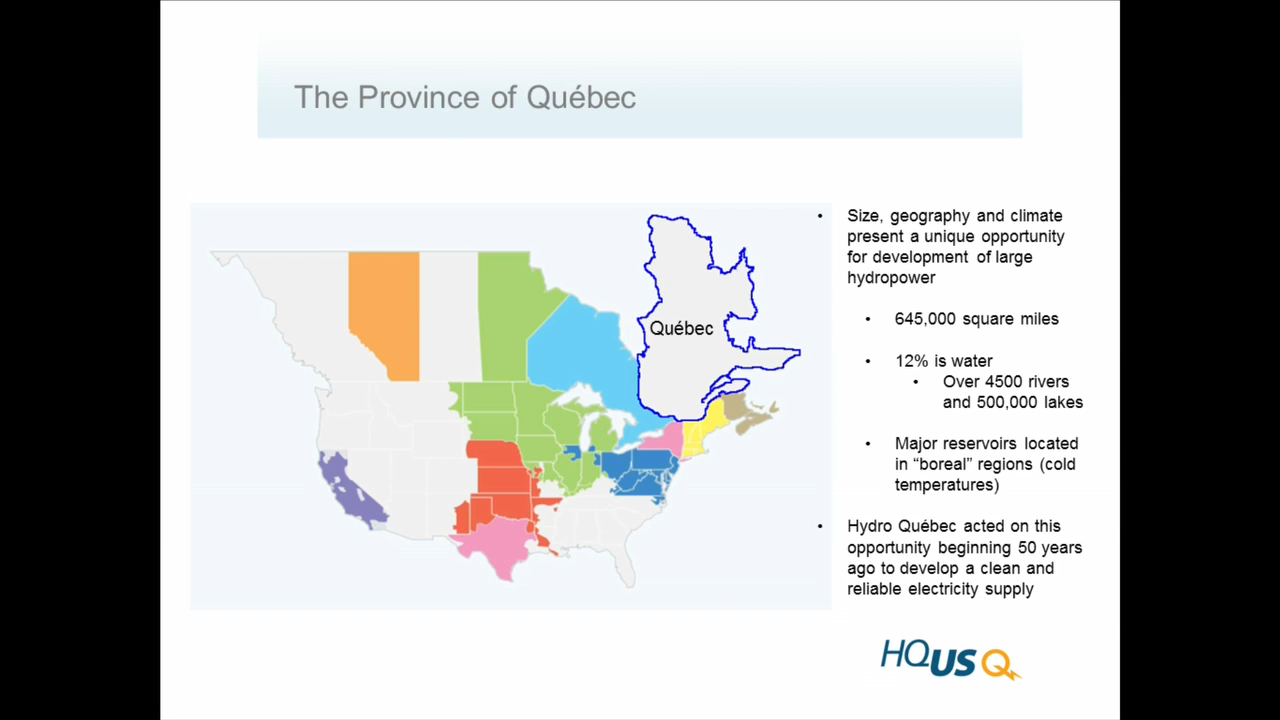 The Province of Québec
Québec
• Size, geography and climate
present a unique opportunity
for development of large
hydropower
• 645,000 square miles
• 12% is water
• Over 4500 rivers
and 500,000 lakes
• Major reservoirs located
in “boreal” regions (cold
temperatures)
• Hydro Québec acted on this
opportunity beginning 50 years
ago to develop a clean and
reliable electricity supply
HQUS